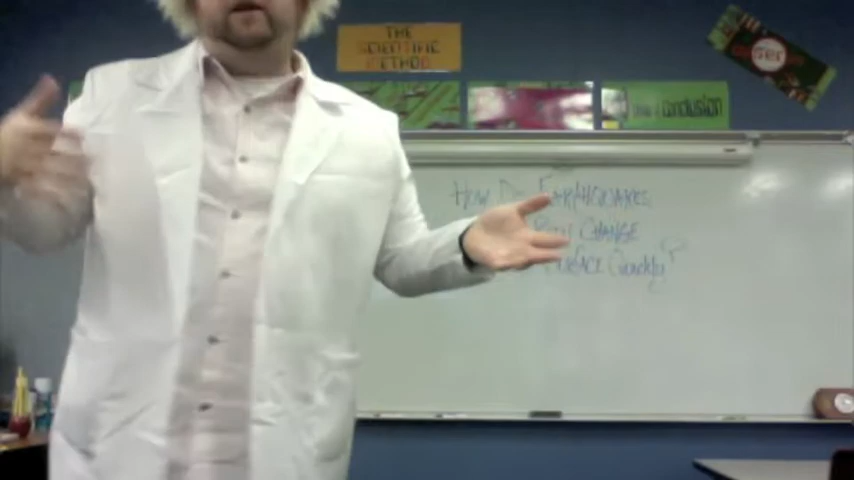 THE
SCIENTIFIC
METHOD
Conclusion
How Do EARTHQUAKES
CHANGE
SURFACE Quickly?